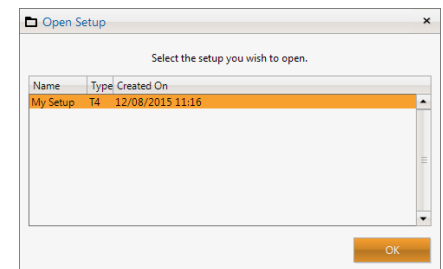 Open Setup
Select the setup you wish to open.
Name Type Created On
My Setup T4 12/08/2015 11:16
OK